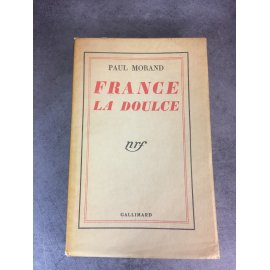 PAUL MORAND
FRANCE
LA DOULCE
nrf
GALLIMARD